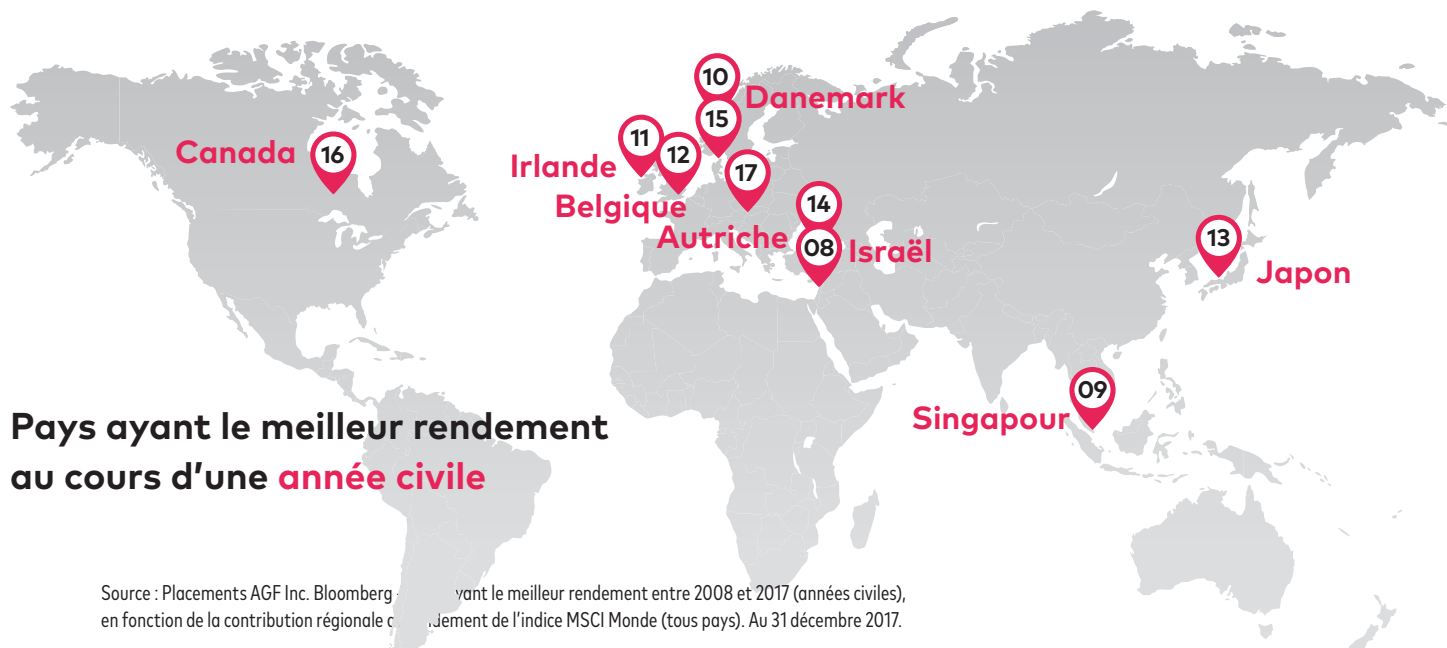 10
Danemark
15
11
12
Canada
16
Irlande
17
Belgique
14
Autriche
08
Israël
13
Japon
09
Singapour
Pays ayant le meilleur rendement
au cours d'une année civile
Source : Placements AGF Inc. Bloomberg - ayant le meilleur rendement entre 2008 et 2017 (années civiles),
en fonction de la contribution régionale rendement de l'indice MSCI Monde (tous pays). Au 31 décembre 2017.